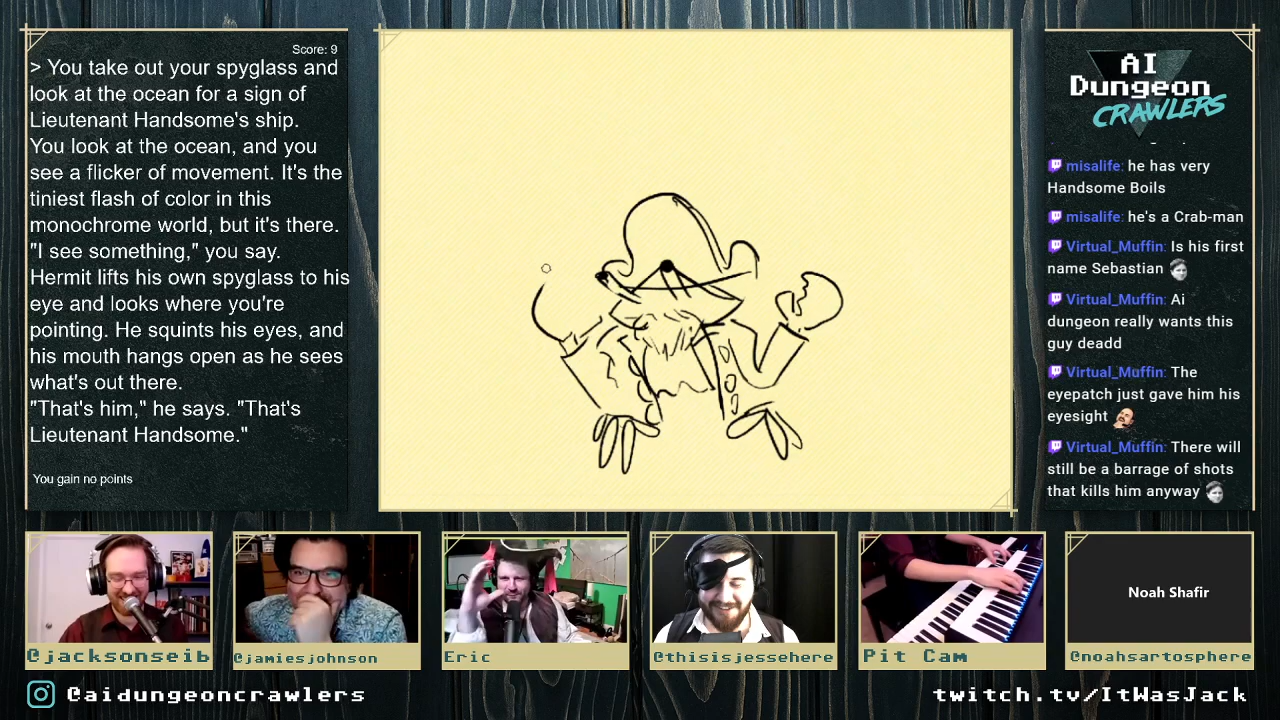 Score: 9
> You take out your spyglass and
look at the ocean for a sign of
Lieutenant Handsome's ship.
You look at the ocean, and you
see a flicker of movement. It's the
tiniest flash of color in this
monochrome world, but it's there.
"I see something," you say.
Hermit lifts his own spyglass to his
eye and looks where you're
pointing. He squints his eyes, and
his mouth hangs open as he sees
what's out there.
"That's him," he says. "That's
Lieutenant Handsome."
You gain no points
AI
Dungeon
CRAWLERS
misalife: he has very
Handsome Boils
misalife: he's a Crab-man
Virtual_Muffin: Is his first
name Sebastian
Virtual_Muffin: Ai
dungeon really wants this
guy deadd
Virtual_Muffin: The
eyepatch just gave him his
eyesight
Virtual_Muffin: There will
still be a barrage of shots
that kills him anyway
Noah Shafir
@jacksonseib
@jamiesjohnson
Eric
@thisisjessehere
Pit Cam
@noahsartosphere
@aidungeoncrawlers
twitch.tv/ItWasJack